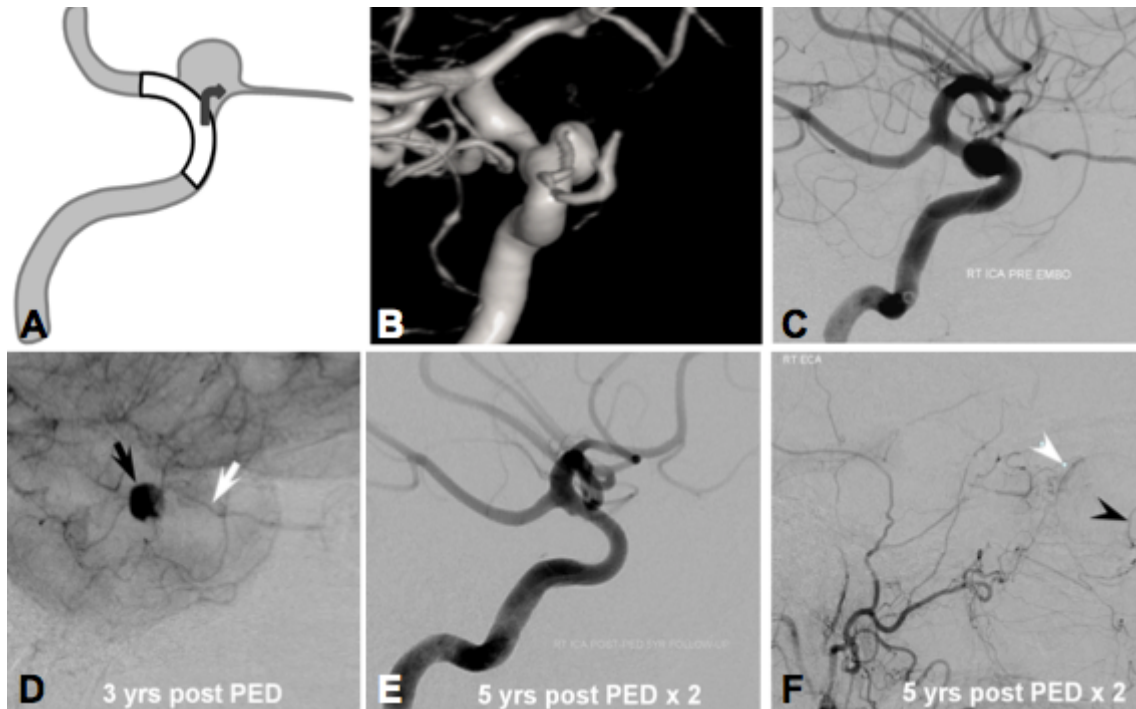 A
B
RT ICA PRE EMBO
C
D
3 yrs post PED
RT ICA POST-PED 5YR FOLLOW-UP
E
5 yrs post PED x 2
RT ECA
F
5 yrs post PED x 2